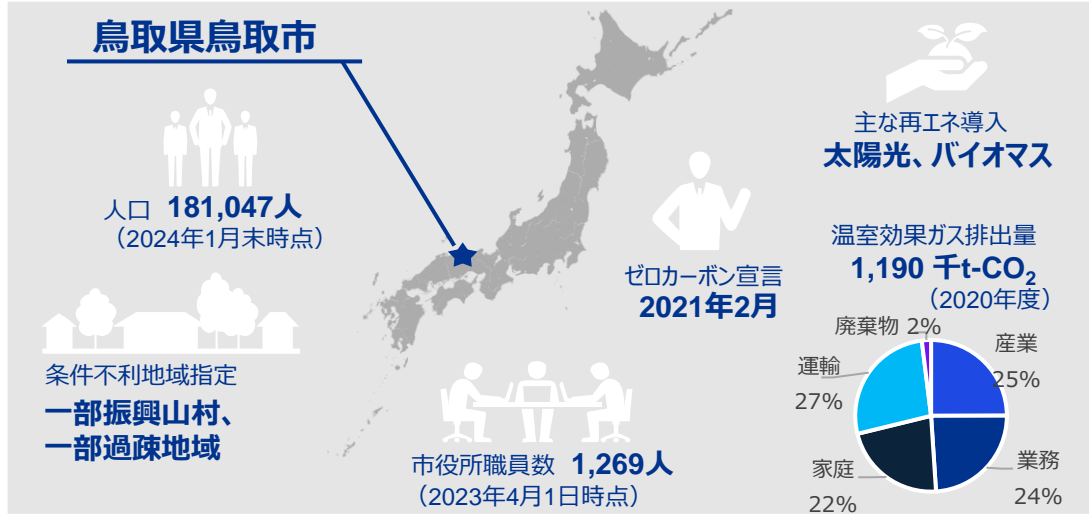 鳥取県鳥取市
人口 181,047人
（2024年1月末時点）
条件不利地域指定
一部振興山村、
一部過疎地域
市役所職員数 1,269人
（2023年4月1日時点）
ゼロカーボン宣言
2021年2月
主な再エネ導入
太陽光、バイオマス
温室効果ガス排出量
1,190 千t-CO₂
（2020年度）
廃棄物 2%
産業
25%
運輸
27%
家庭
22%
業務
24%